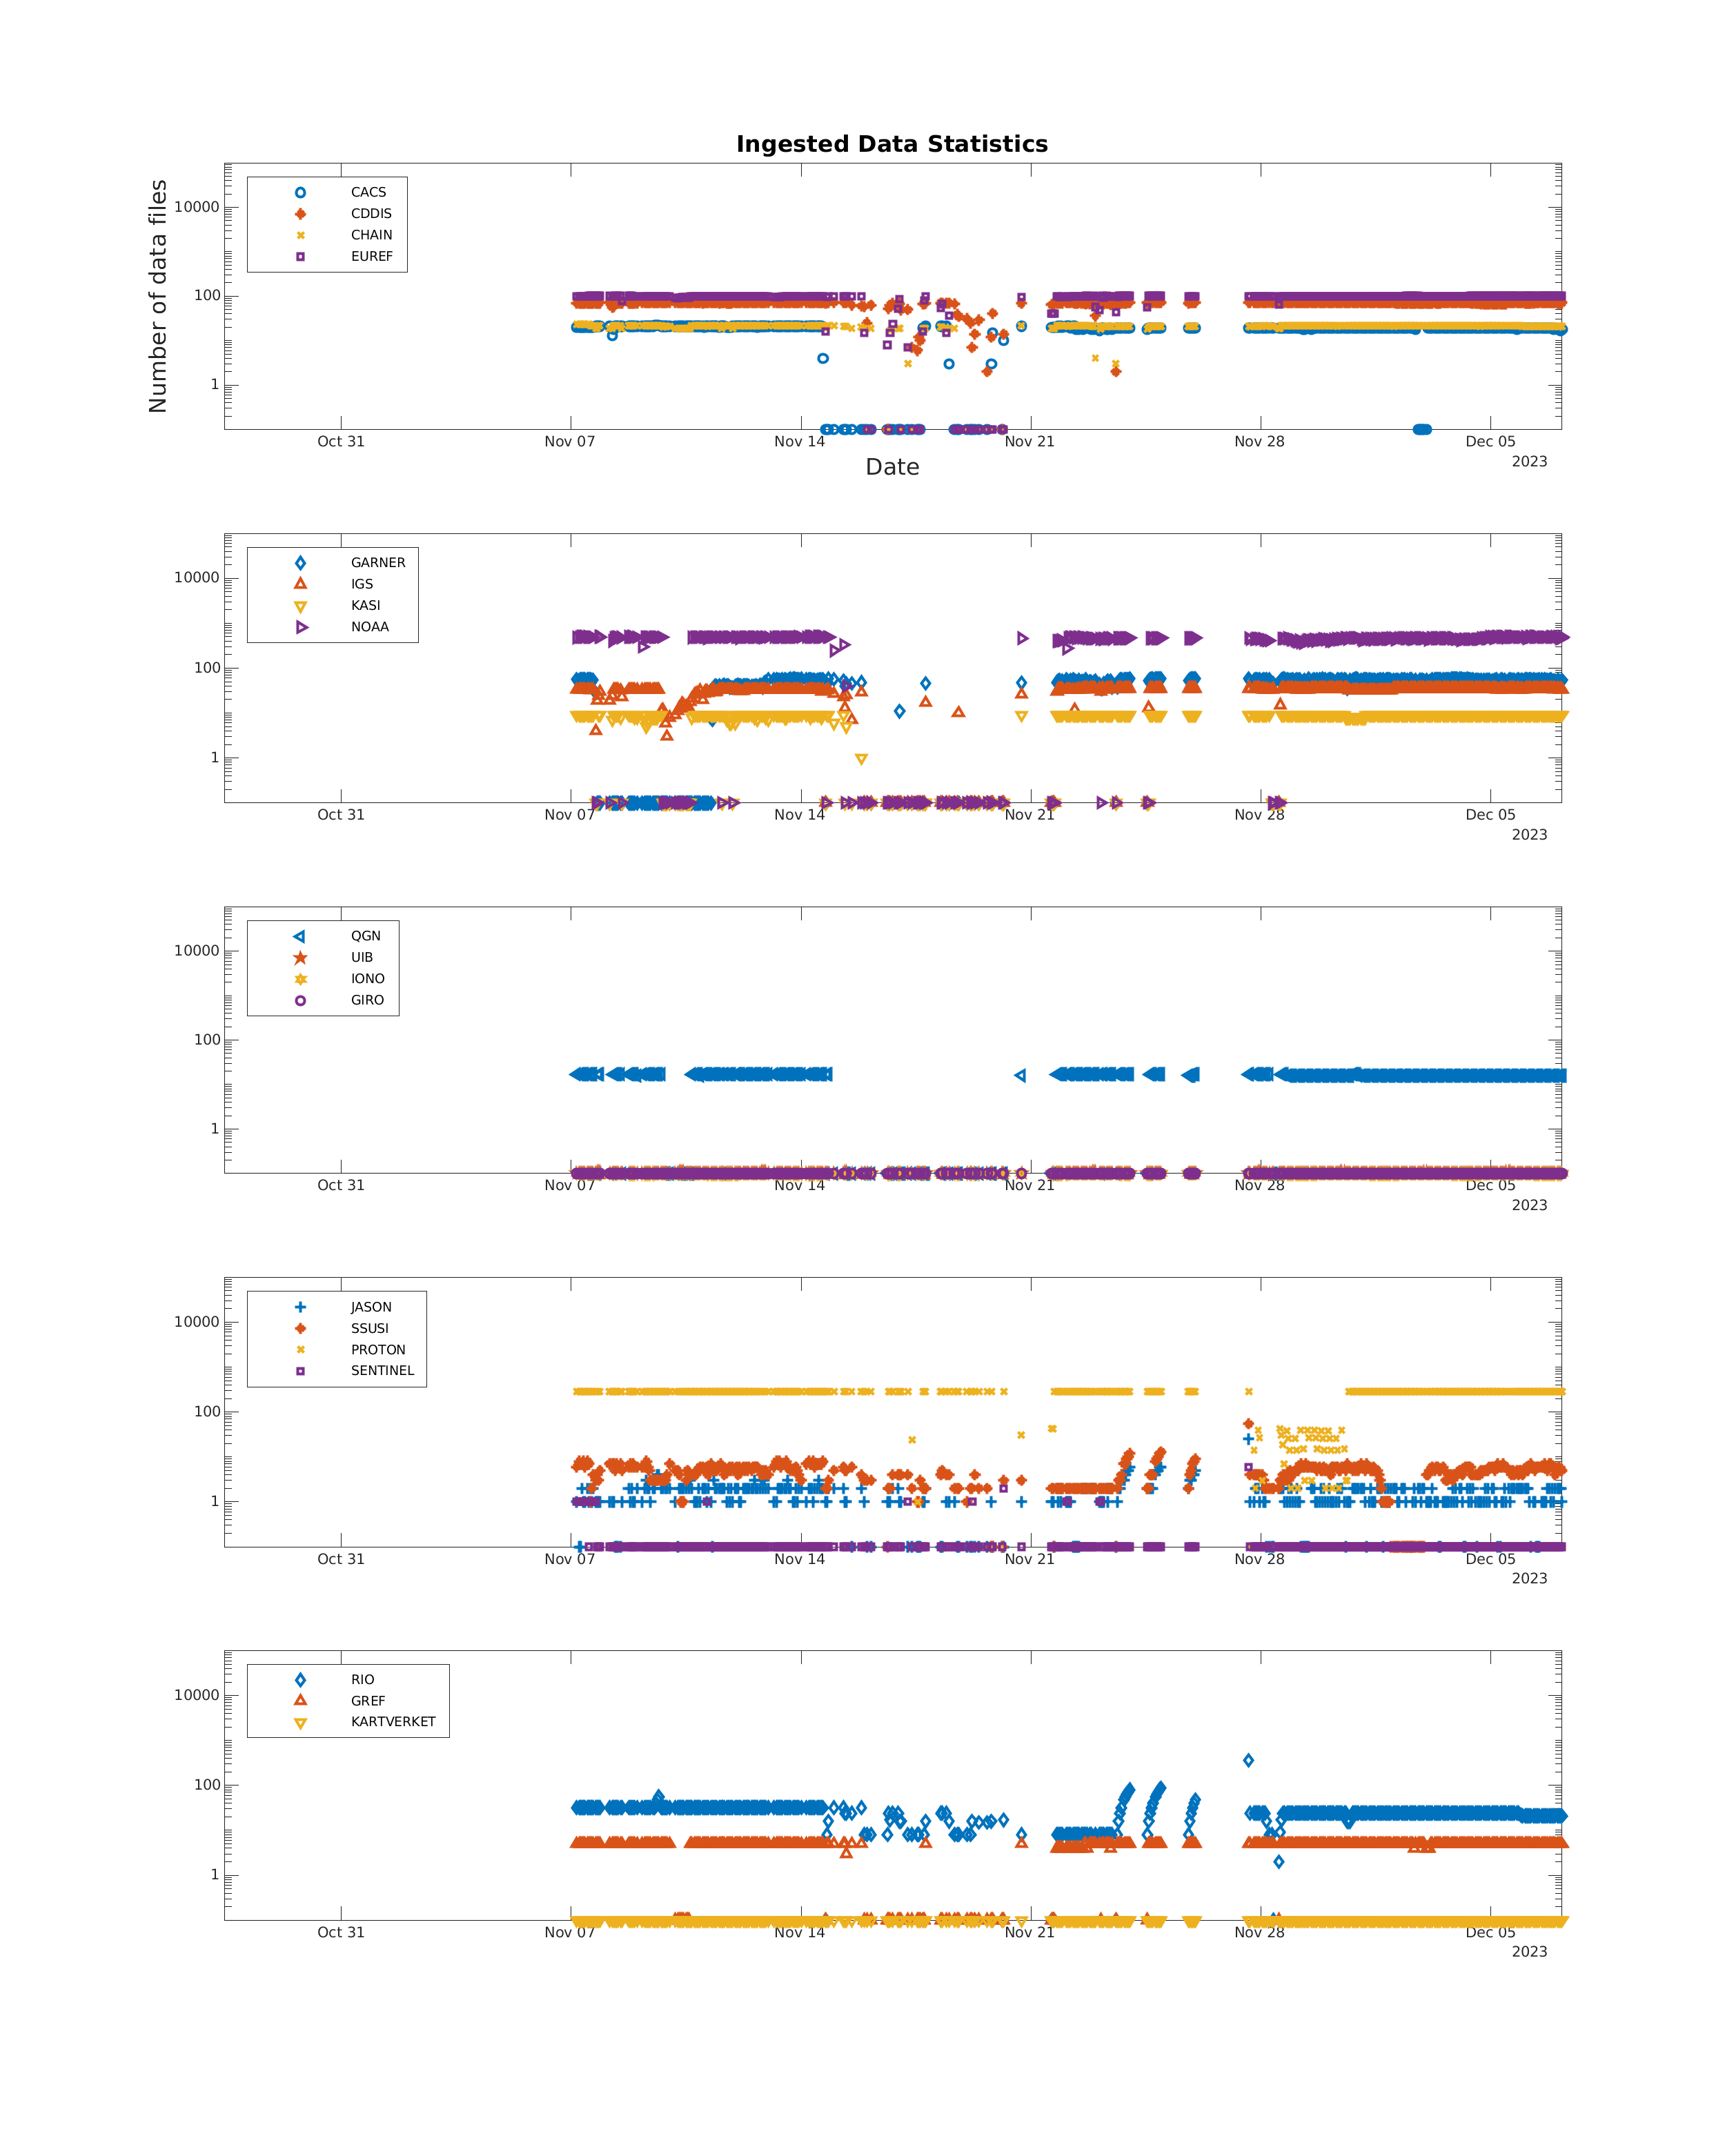 Ingested Data Statistics
Number of data files
10000
100
1
CACS
CDDIS
CHAIN
EUREF
Oct 31 Nov 07 Nov 14 Nov 21 Nov 28 Dec 05
2023
Date
10000
100
1
GARNER
IGS
KASI
NOAA
Oct 31 Nov 07 Nov 14 Nov 21 Nov 28 Dec 05
2023
10000
100
1
QGN
UIB
IONO
GIRO
Oct 31 Nov 07 Nov 14 Nov 21 Nov 28 Dec 05
2023
10000
100
1
JASON
SSUSI
PROTON
SENTINEL
Oct 31 Nov 07 Nov 14 Nov 21 Nov 28 Dec 05
2023
10000
100
1
RIO
GREF
KARTVERKET
Oct 31 Nov 07 Nov 14 Nov 21 Nov 28 Dec 05
2023